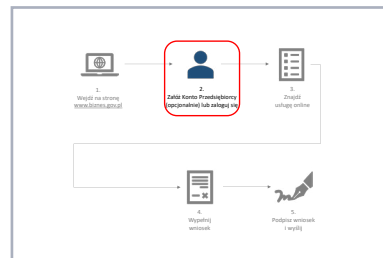 1.
Wejdź na stronę
www.biznes.gov.pl
2.
Załóż Konto Przedsiębiorcy
(opcjonalnie) lub zaloguj się
3.
Znajdź
usługę online
4.
Wypełnij
wniosek
5.
Podpisz wniosek
i wyślij